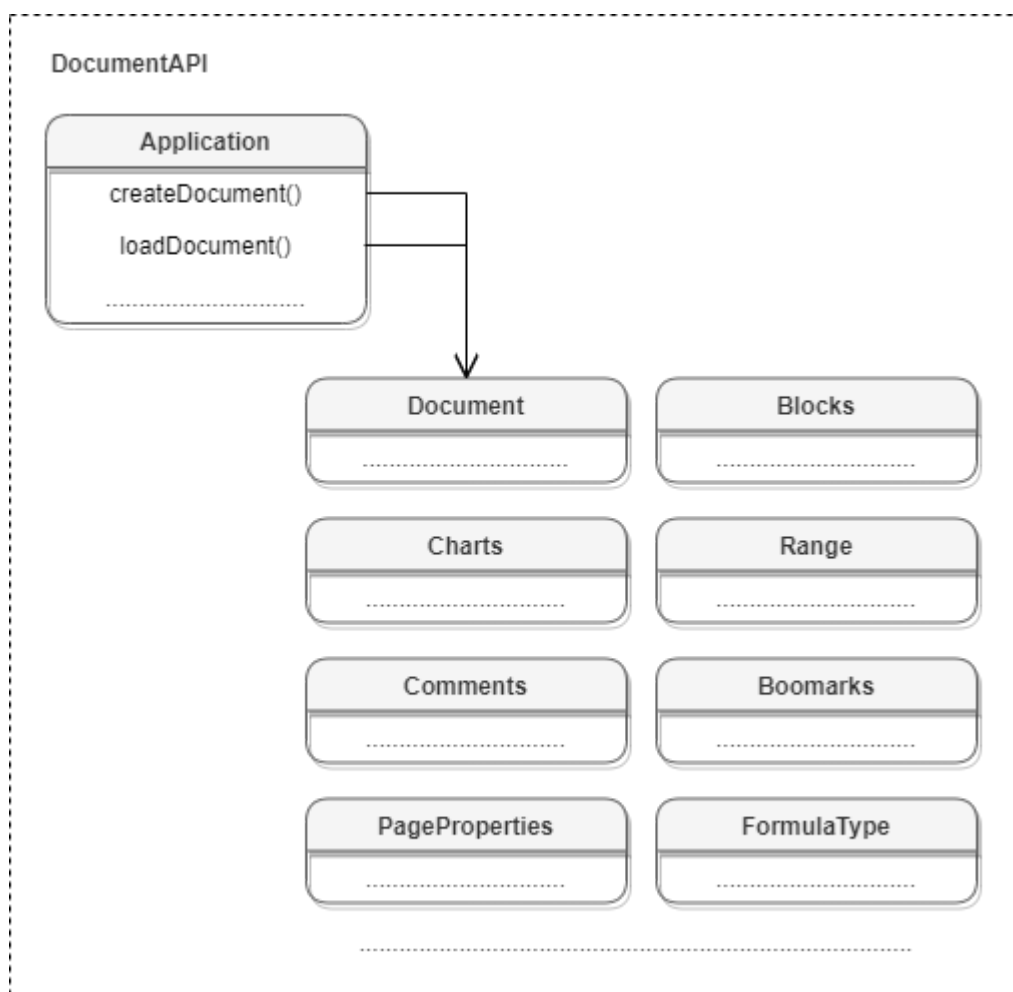 DocumentAPI
Application
createDocument()
loadDocument()
Document
Blocks
Charts
Range
Comments
Boomarks
PageProperties
FormulaType